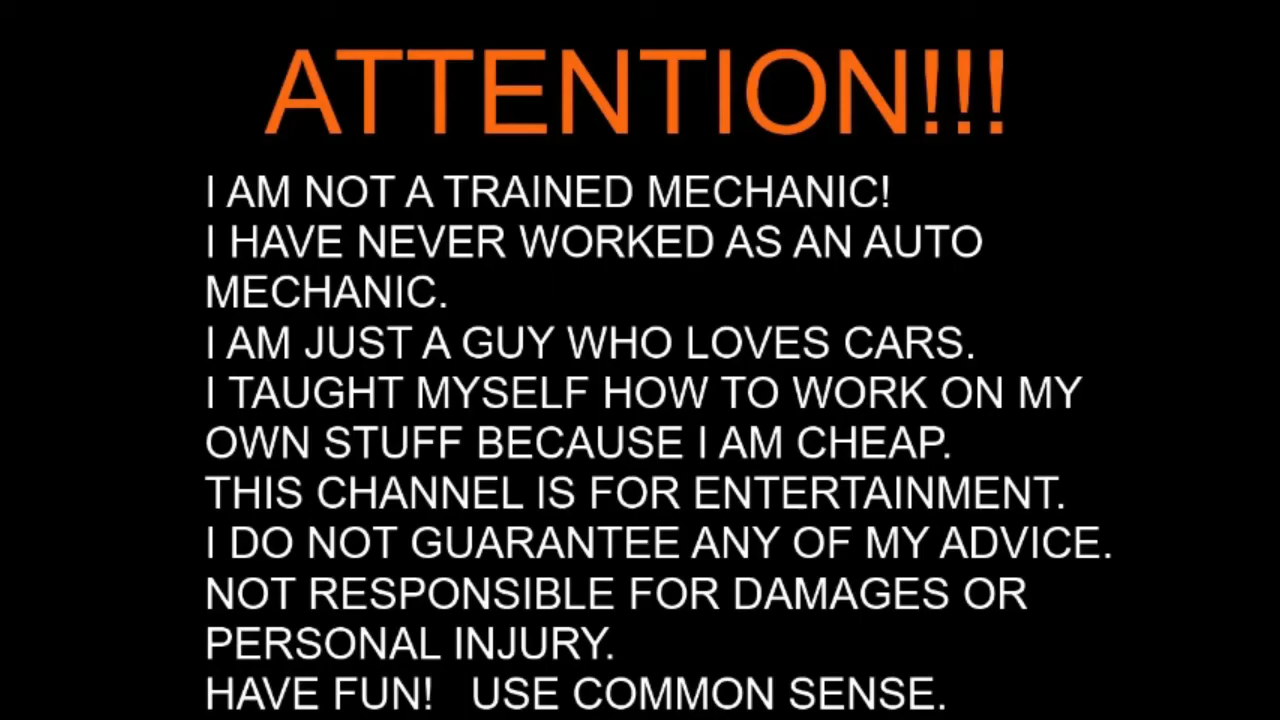 ATTENTION!!!
I AM NOT A TRAINED MECHANIC!
I HAVE NEVER WORKED AS AN AUTO
MECHANIC.
I AM JUST A GUY WHO LOVES CARS.
I TAUGHT MYSELF HOW TO WORK ON MY
OWN STUFF BECAUSE I AM CHEAP.
THIS CHANNEL IS FOR ENTERTAINMENT.
I DO NOT GUARANTEE ANY OF MY ADVICE.
NOT RESPONSIBLE FOR DAMAGES OR
PERSONAL INJURY.
HAVE FUN!   USE COMMON SENSE.